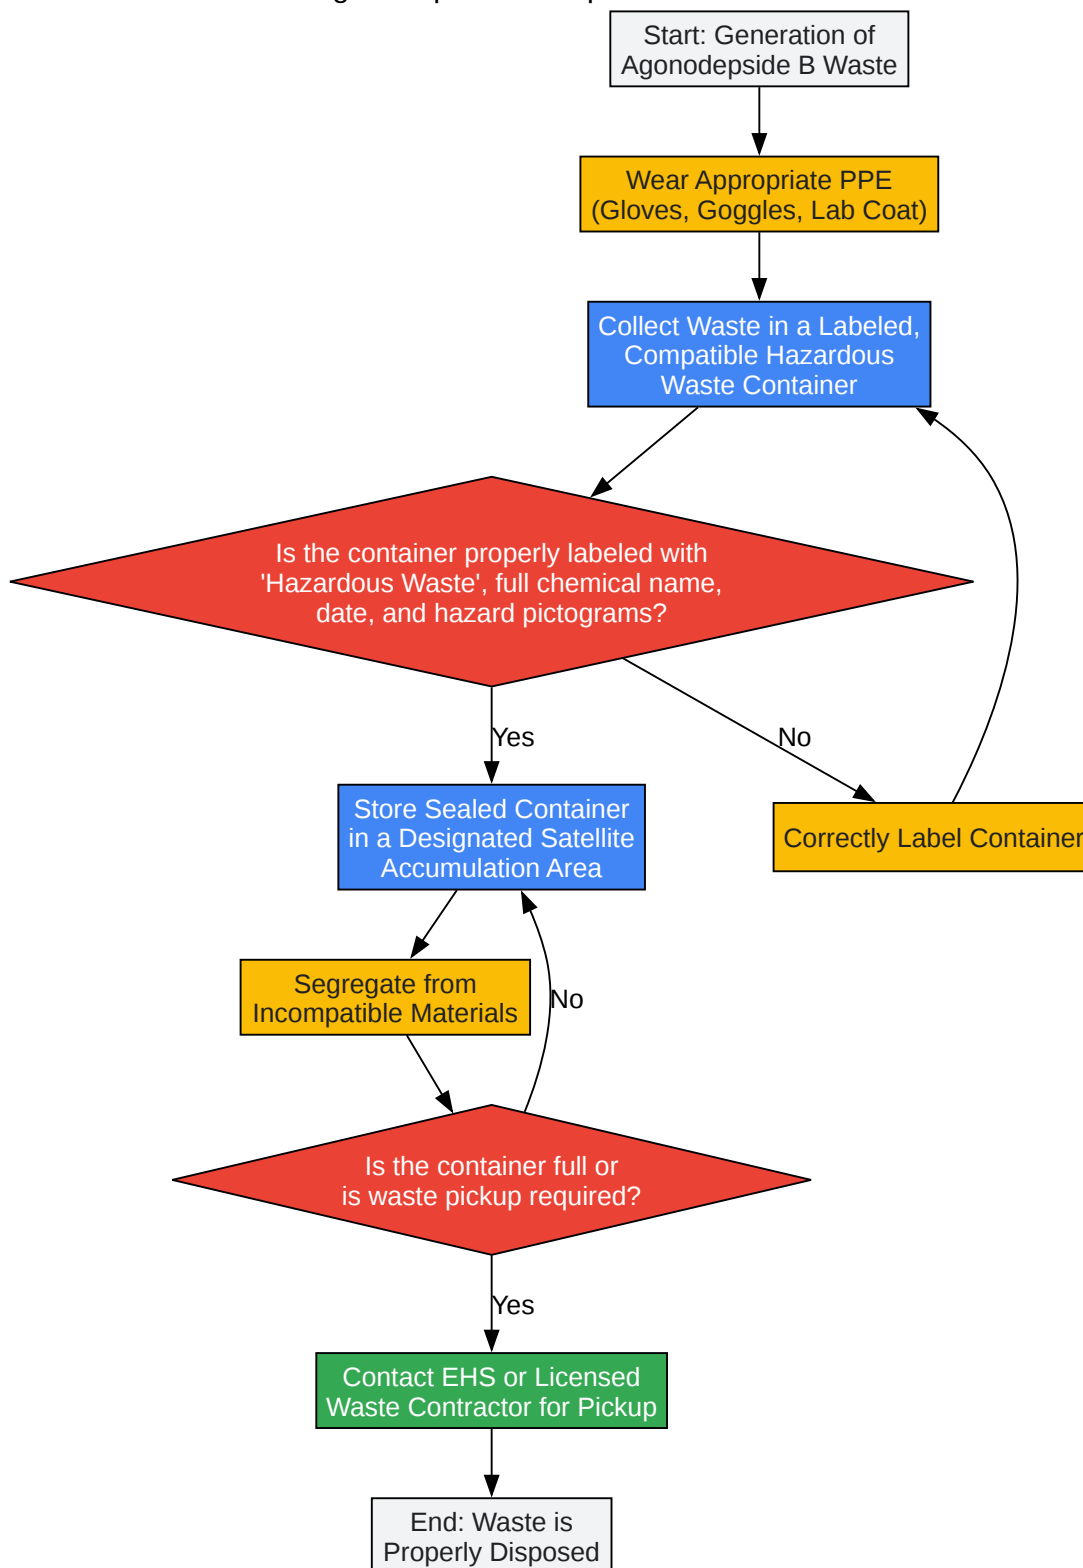 Start: Generation of
Agonodepside B Waste
Wear Appropriate PPE
(Gloves, Goggles, Lab Coat)
Collect Waste in a Labeled,
Compatible Hazardous
Waste Container
Is the container properly labeled with
'Hazardous Waste', full chemical name,
date, and hazard pictograms?
Yes
No
Store Sealed Container
in a Designated Satellite
Accumulation Area
Correctly Label Container
Segregate from
Incompatible Materials
No
Is the container full or
is waste pickup required?
Yes
Contact EHS or Licensed
Waste Contractor for Pickup
End: Waste is
Properly Disposed